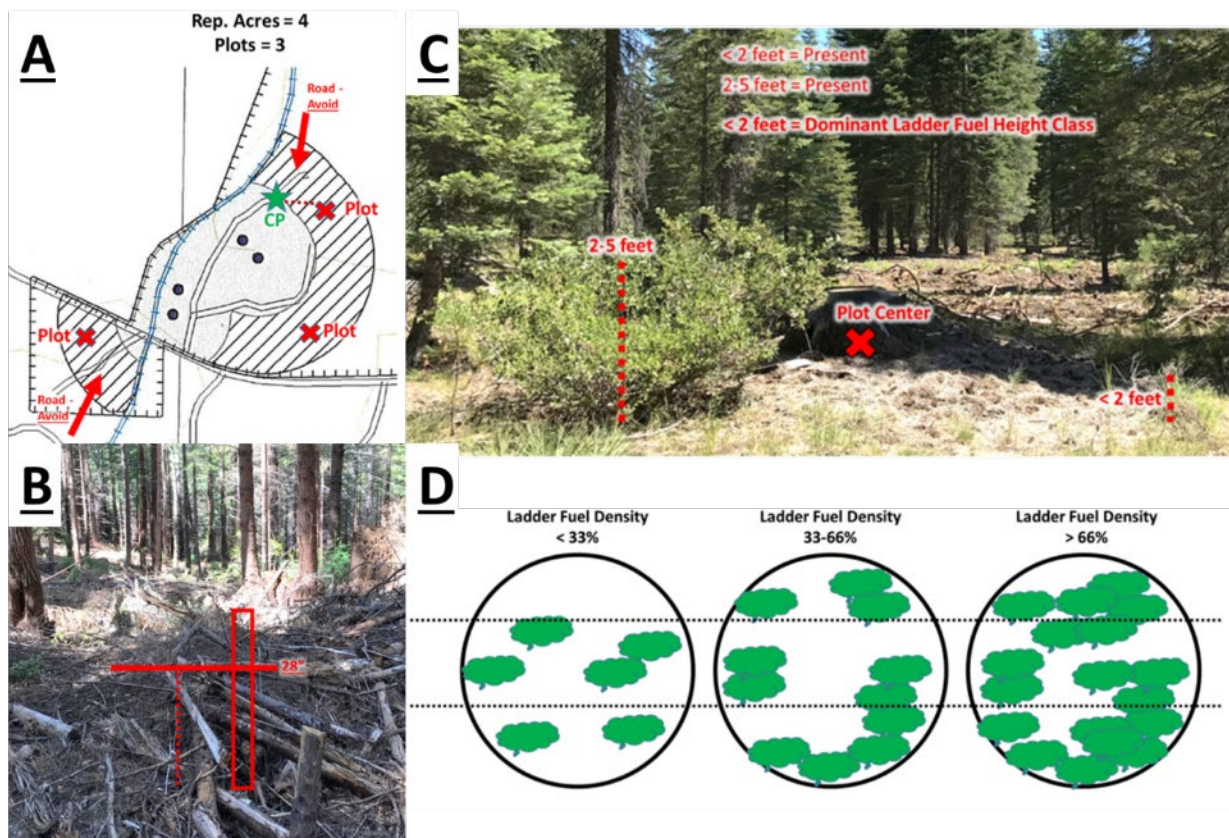 A
Rep. Acres = 4
Plots = 3
Road -
Avoid
CP
Plot
Plot
Plot
Road -
Avoid
B
28"
C
< 2 feet = Present
2-5 feet = Present
< 2 feet = Dominant Ladder Fuel Height Class
2-5 feet
Plot Center
< 2 feet
D
Ladder Fuel Density
< 33%
Ladder Fuel Density
33-66%
Ladder Fuel Density
> 66%